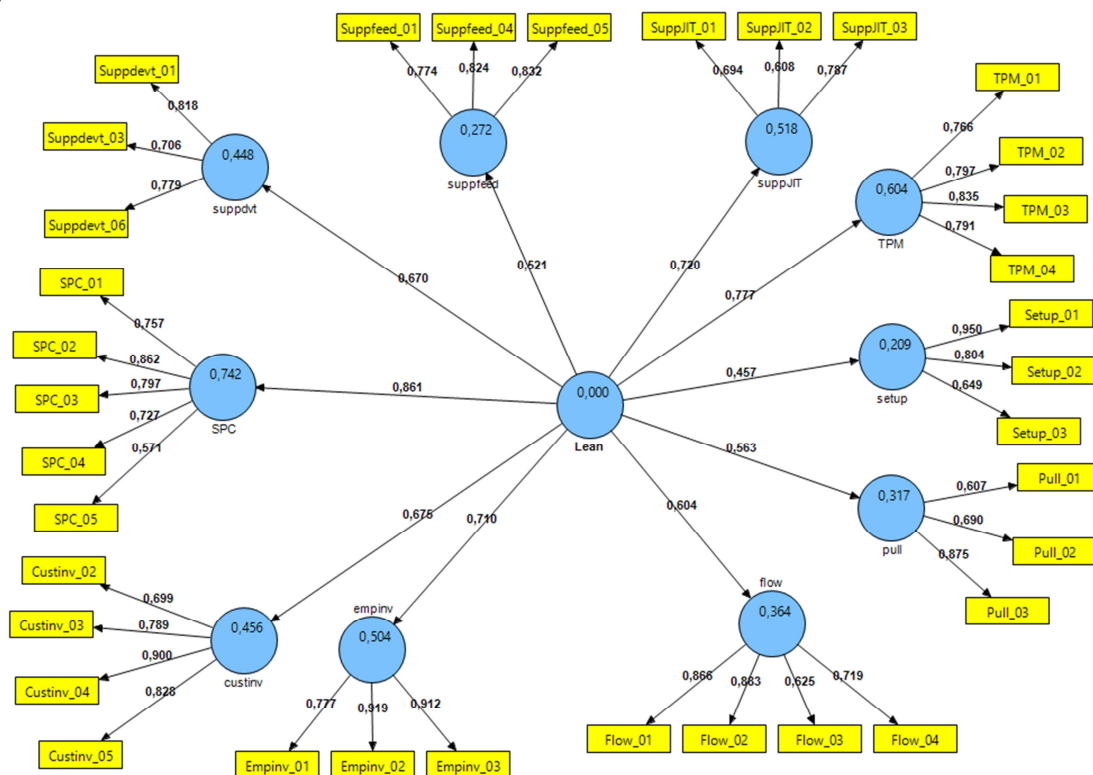 Suppfeed_01
Suppfeed_04
Suppfeed_05
0,774
0,824
0,832
0,272
suppfeed
SuppJIT_01
SuppJIT_02
SuppJIT_03
0,694
0,608
0,787
0,518
suppJIT
Suppdevt_01
Suppdevt_03
Suppdevt_06
0,818
0,706
0,779
0,448
suppdvt
TPM_01
TPM_02
TPM_03
TPM_04
0,766
0,797
0,835
0,791
0,604
TPM
0,670
0,521
0,720
0,777
SPC_01
SPC_02
SPC_03
SPC_04
SPC_05
0,757
0,862
0,797
0,727
0,571
0,742
SPC
0,861
0,000
Lean
0,457
Setup_01
Setup_02
Setup_03
0,950
0,804
0,649
0,209
setup
0,563
Pull_01
Pull_02
Pull_03
0,607
0,690
0,875
0,317
pull
0,675
0,710
0,604
Custinv_02
Custinv_03
Custinv_04
Custinv_05
0,699
0,789
0,900
0,828
0,456
custinv
empinv
0,504
0,777
0,919
0,912
Empinv_01
Empinv_02
Empinv_03
flow
0,364
0,866
0,883
0,625
0,719
Flow_01
Flow_02
Flow_03
Flow_04